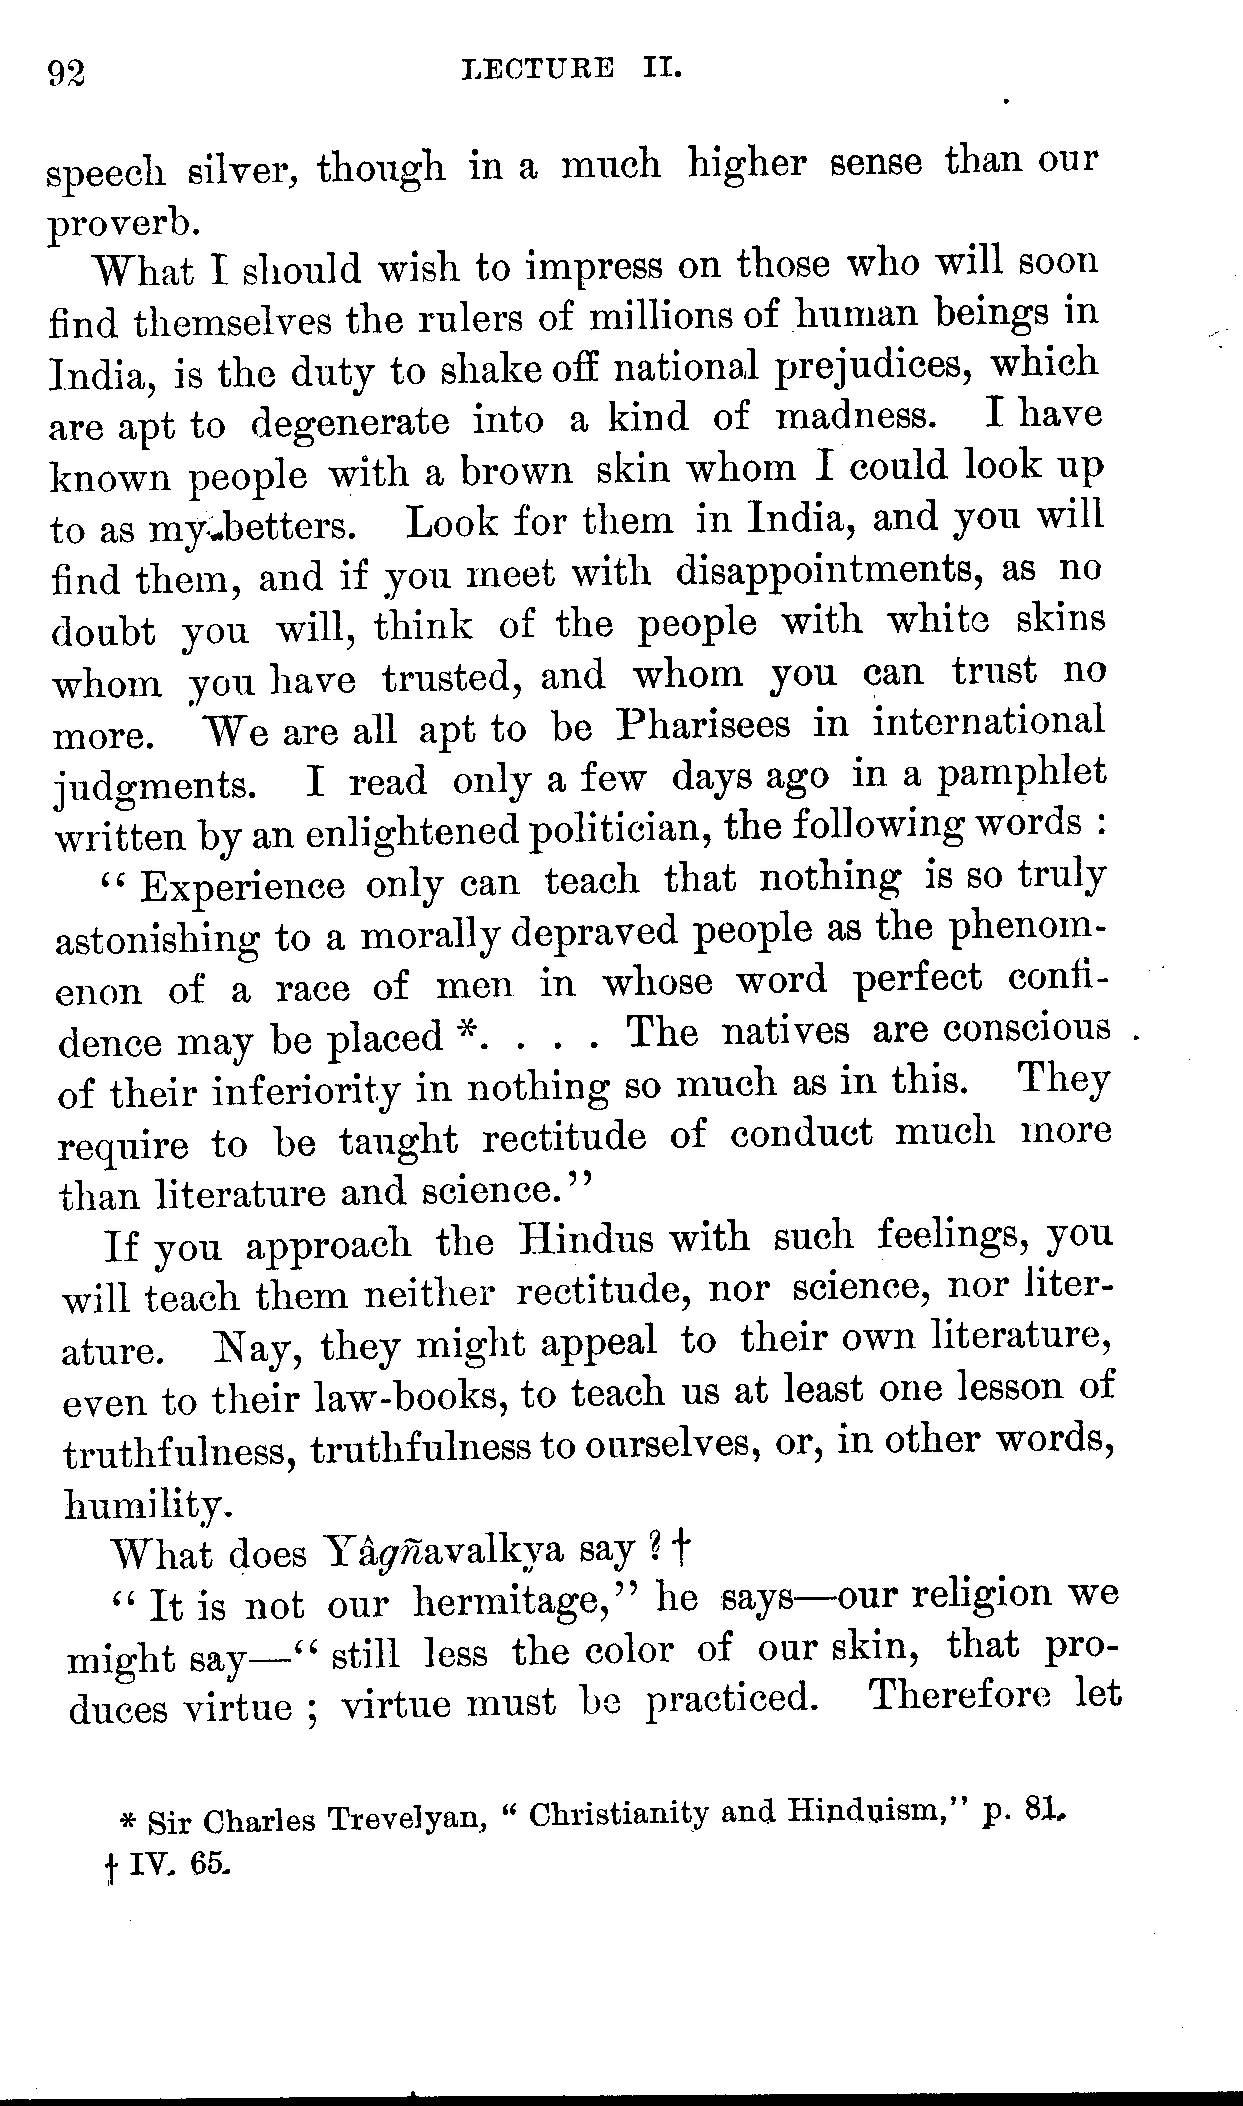 92 LECTURE II.
speech silver, though in a much higher sense than our
proverb.
What I should wish to impress on those who will soon
find themselves the rulers of millions of human beings in
India, is the duty to shake off national prejudices, which
are apt to degenerate into a kind of madness. I have
known people with a brown skin whom I could look up
to as my betters. Look for them in India, and you will
find them, and if you meet with disappointments, as no
doubt you will, think of the people with white skins
whom you have trusted, and whom you can trust no
more. We are all apt to be Pharisees in international
judgments. I read only a few days ago in a pamphlet
written by an enlightened politician, the following words :
“ Experience only can teach that nothing is so truly
astonishing to a morally depraved people as the phenom-
enon of a race of men in whose word perfect confi-
dence may be placed *. . . . The natives are conscious
of their inferiority in nothing so much as in this. They
require to be taught rectitude of conduct much more
than literature and science.”
If you approach the Hindus with such feelings, you
will teach them neither rectitude, nor science, nor liter-
ature. Nay, they might appeal to their own literature,
even to their law-books, to teach us at least one lesson of
truthfulness, truthfulness to ourselves, or, in other words,
humility.
What does Yâgñavalkya say ? †
“ It is not our hermitage,” he says—our religion we
might say—“ still less the color of our skin, that pro-
duces virtue ; virtue must be practiced. Therefore let
* Sir Charles Trevelyan, “ Christianity and Hinduism,” p. 81.
† IV. 65.